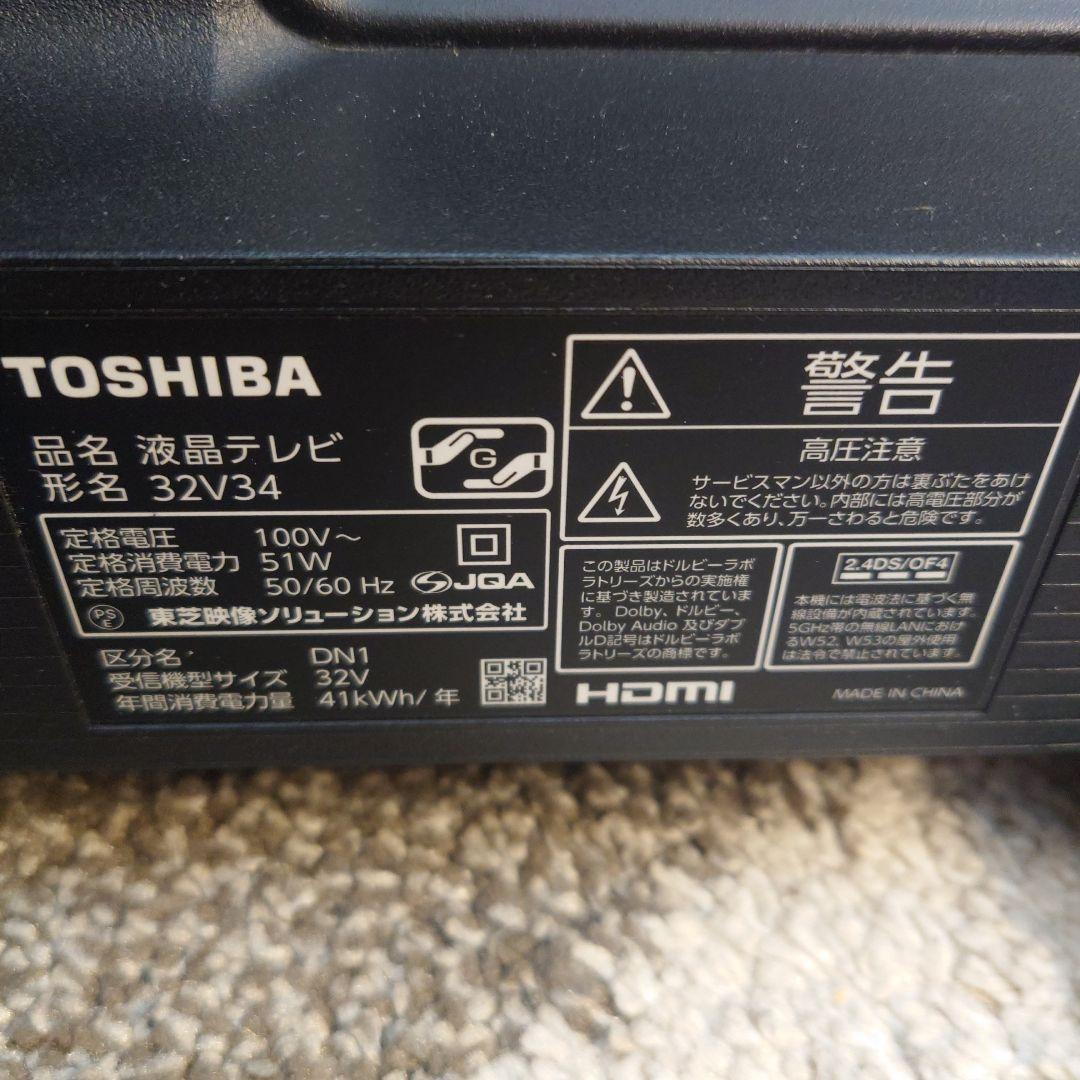 TOSHIBA
品名 液晶テレビ
形名 32V34
G
定格電圧 100V～
定格消費電力 51W
定格周波数 50/60 Hz
JQA
PS
E
東芝映像ソリューション株式会社
区分名 DN1
受信機型サイズ 32V
年間消費電力量 41kWh/年
警告
高圧注意
サービスマン以外の方は裏ぶたをあけ
ないでください。内部には高電圧部分が
数多くあり、万一さわると危険です。
この製品はドルビーラボ
ラトリーズからの実施権
に基づき製造されていま
す。 Dolby、ドルビー、
Dolby Audio 及びダブ
ルD記号はドルビーラボ
ラトリーズの商標です。
2.4DS/OF4
本機には電波法に基づく無
線設備が内蔵されています。
5GHz帯の無線LANにおけ
るW52, W53の屋外使用
は法令で禁止されています。
HDMI
MADE IN CHINA